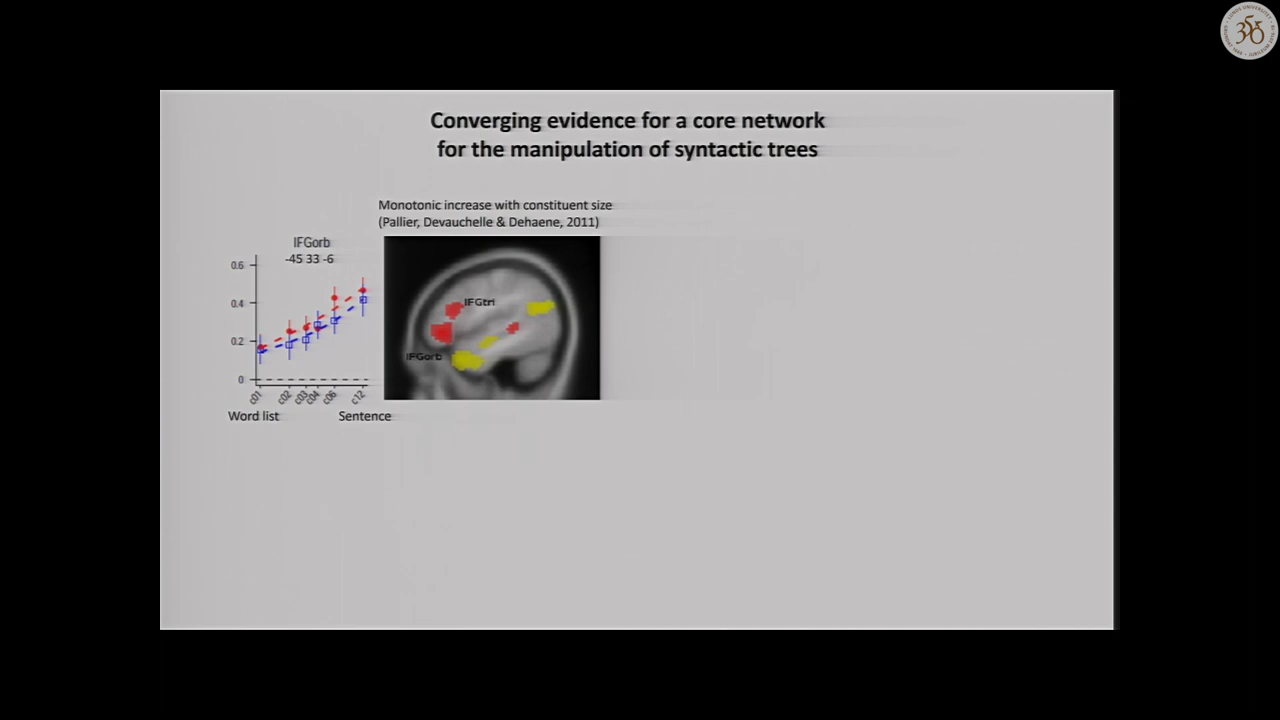 Converging evidence for a core network
for the manipulation of syntactic trees
Monotonic increase with constituent size
(Pallier, Devauchelle & Dehaene, 2011)
IFGorb
-45 33 -6
0.6
0.4
0.2
0
c01
c02
c03
c04
c06
c12
Word list
Sentence
IFGtri
IFGorb